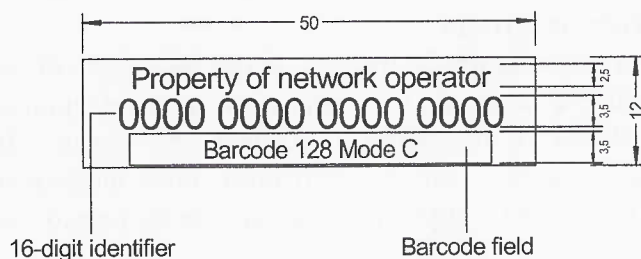 50
Property of network operator
0000 0000 0000 0000
Barcode 128 Mode C
2,5
3,5
3,5
12
16-digit identifier
Barcode field